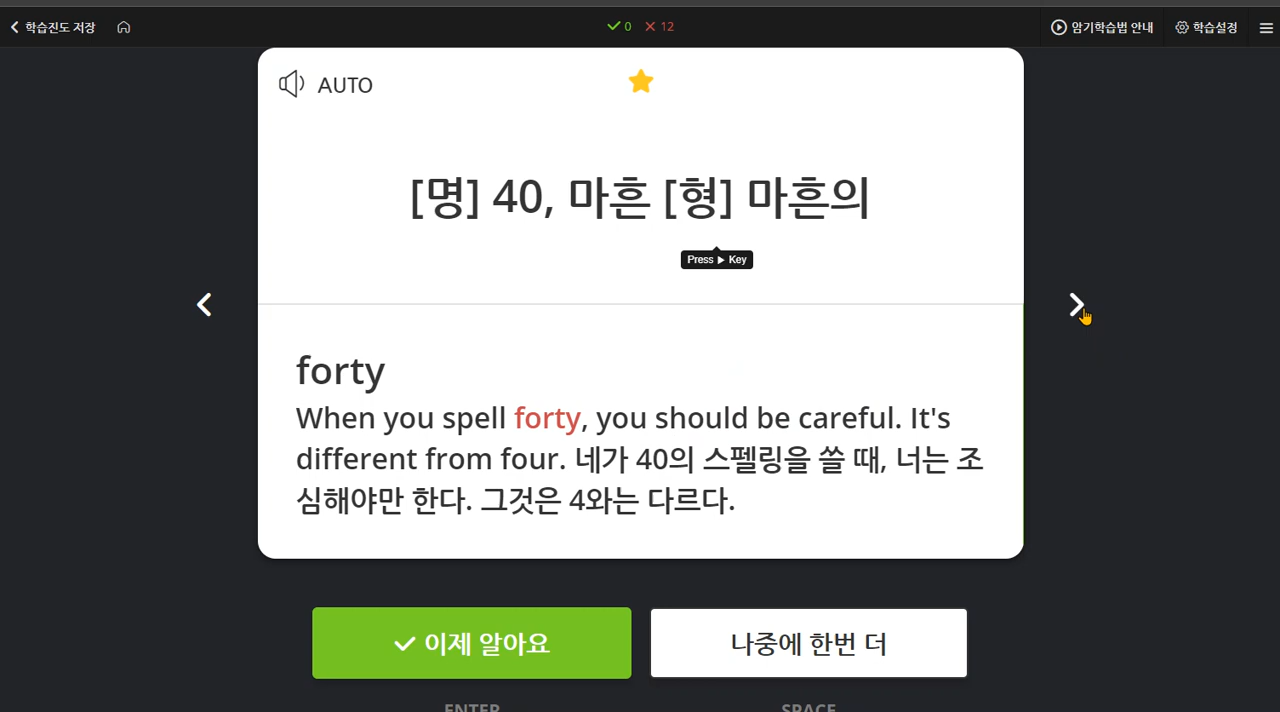 학습진도 저장
0 12
암기학습법 안내 학습설정
AUTO
[명] 40, 마흔 [형] 마흔의
Press ▶ Key
forty
When you spell forty, you should be careful. It's
different from four. 네가 40의 스펠링을 쓸 때, 너는 조
심해야만 한다. 그것은 4와는 다르다.
이제 알아요 나중에 한번 더
ENTER SPACE